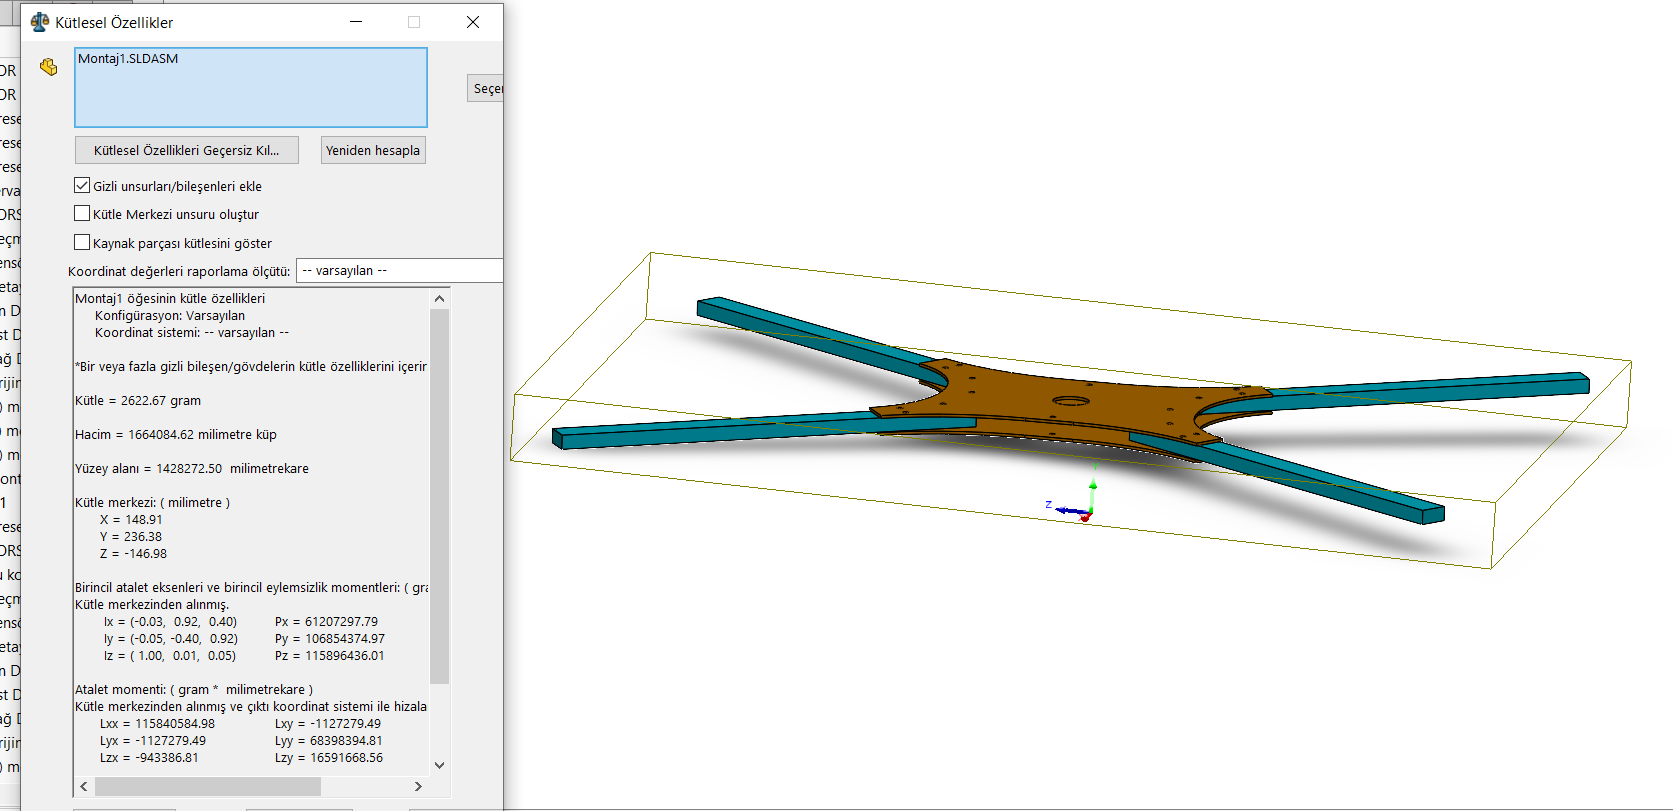 Kütlesel Özellikler
Montaj1.SLDASM
Kütlesel Özellikleri Geçersiz Kıl...
Yeniden hesapla
Gizli unsurları/bileşenleri ekle
Kütle Merkezi unsuru oluştur
Kaynak parçası kütlesini göster
Koordinat değerleri raporlama ölçütü: -- varsayılan --
Montaj1 öğesinin kütle özellikleri
Konfigürasyon: Varsayılan
Koordinat sistemi: -- varsayılan --
*Bir veya fazla gizli bileşen/gövdelerin kütle özelliklerini içerir
Kütle = 2622.67 gram
Hacim = 1664084.62 milimetre küp
Yüzey alanı = 1428272.50 milimetrekare
Kütle merkezi: ( milimetre )
X = 148.91
Y = 236.38
Z = -146.98
Birincil atalet eksenleri ve birincil eylemsizlik momentleri: (
Kütle merkezinden alınmış.
Ix = (-0.03, 0.92, 0.40) Px = 61207297.79
Iy = (-0.05, -0.40, 0.92) Py = 106854374.97
Iz = ( 1.00, 0.01, 0.05) Pz = 115896436.01
Atalet momenti: ( gram * milimetrekare )
Kütle merkezinden alınmış ve çıktı koordinat sistemi ile hizala
Lxx = 115840584.98 Lxy = -1127279.49
Lyx = -1127279.49 Lyy = 68398394.81
Lzx = -943386.81 Lzy = 16591668.56
z